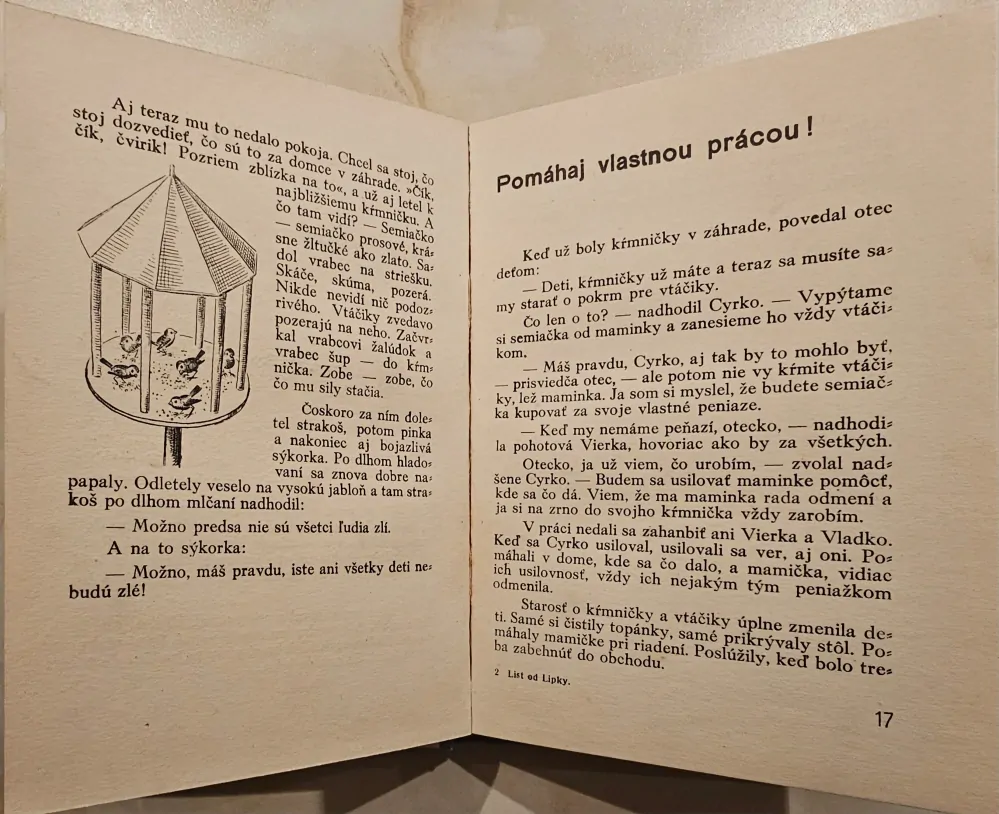 Aj teraz mu to nedalo pokoja. Chcel sa stoj, čo
stoj dozvedieť, čo sú to za domce v záhrade. »Čík,
čík, čvirik! Pozriem zblízka na to«, a už aj letel k
najbližšiemu kŕmničku. A
čo tam vidí? — Semiačko
— semiačko prosové, krá=
sne žltučké ako zlato. Sa=
dol vrabec na striešku.
Skáče, skúma, pozerá.
Nikde nevidí nič podoz=
rivého. Vtáčiky zvedavo
pozerajú na neho. Začvr=
kal vrabcovi žalúdok a
vrabec šup — do kŕm=
nička. Zobe — zobe, čo
čo mu sily stačia.
Čoskoro za ním dole=
tel strakoš, potom pinka
a nakoniec aj bojazlivá
sýkorka. Po dlhom hlado=
vaní sa znova dobre na=
papaly. Odletely veselo na vysokú jabloň a tam stra=
koš po dlhom mlčaní nadhodil:
— Možno predsa nie sú všetci ľudia zlí.
A na to sýkorka:
— Možno, máš pravdu, iste ani všetky deti ne=
budú zlé!
Pomáhaj vlastnou prácou!
Keď už boly kŕmničky v záhrade, povedal otec
deťom:
— Deti, kŕmničky už máte a teraz sa musíte sa=
my starať o pokrm pre vtáčiky.
Čo len o to? — nadhodil Cyrko. — Vypýtame
si semiačka od maminky a zanesieme ho vždy vtáči=
kom.
— Máš pravdu, Cyrko, aj tak by to mohlo byť,
— prisviedča otec, — ale potom nie vy kŕmite vtáči=
ky, lež maminka. Ja som si myslel, že budete semiač=
ka kupovať za svoje vlastné peniaze.
— Keď my nemáme peňazí, otecko, — nadhodi=
la pohotová Vierka, hovoriac ako by za všetkých.
Otecko, ja už viem, čo urobím, — zvolal nad=
šene Cyrko. — Budem sa usilovať maminke pomôcť,
kde sa čo dá. Viem, že ma maminka rada odmení a
ja si na zrno do svojho kŕmnička vždy zarobím.
V práci nedali sa zahanbiť ani Vierka a Vladko.
Keď sa Cyrko usiloval, usilovali sa ver, aj oni. Po=
máhali v dome, kde sa čo dalo, a mamička, vidiac
ich usilovnosť, vždy ich nejakým tým peniažkom
odmenila.
Starosť o kŕmničky a vtáčiky úplne zmenila de=
ti. Samé si čistily topánky, samé prikrývaly stôl. Po=
máhaly mamičke pri riadení. Poslúžily, keď bolo tre=
ba zabehnúť do obchodu.
2 List od Lipky.
17